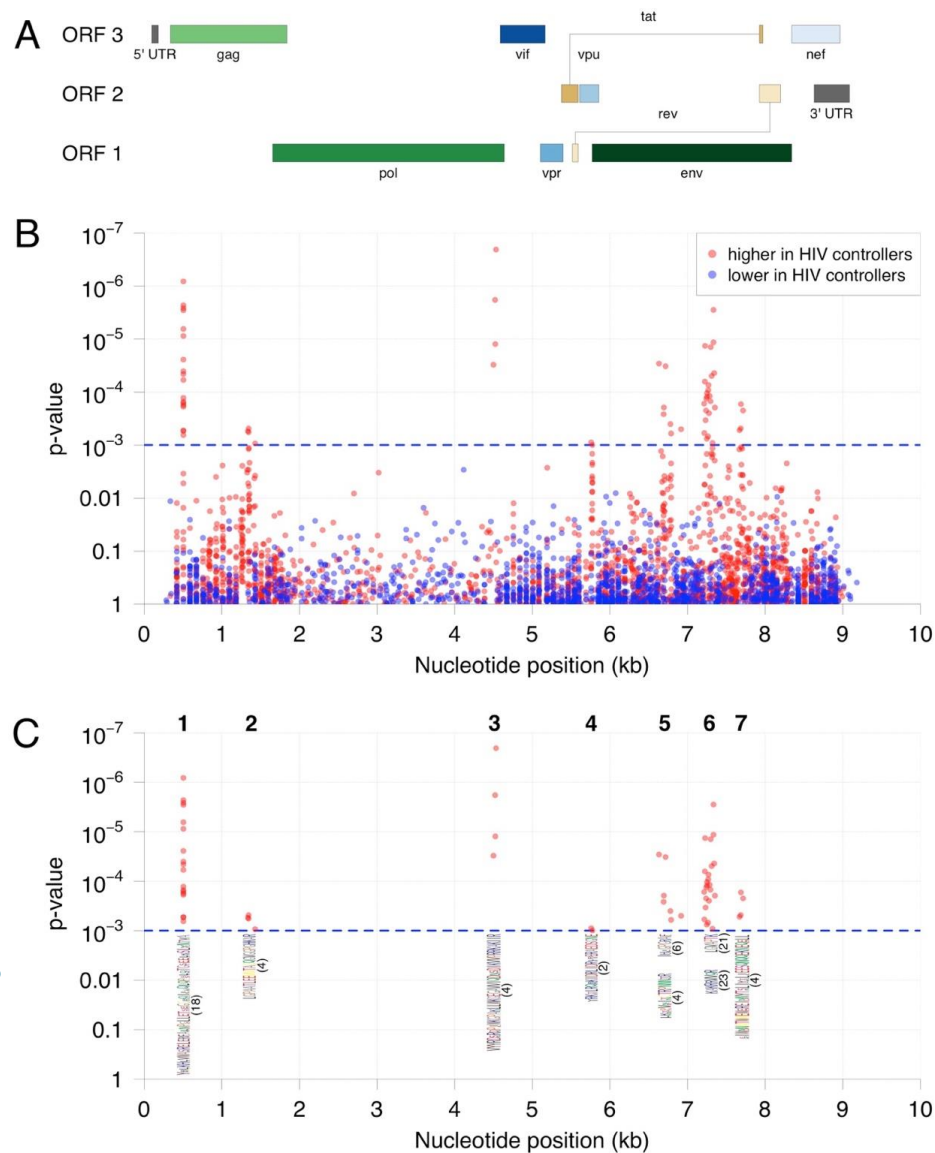 A
ORF 3
5' UTR
gag
vif
tat
vpu
nef
ORF 2
rev
3' UTR
ORF 1
pol
vpr
env
B
10-7
10-6
10-5
10-4
10-3
0.01
0.1
1
p-value
higher in HIV controllers
lower in HIV controllers
0 1 2 3 4 5 6 7 8 9 10
Nucleotide position (kb)
C
1 2 3 4 5 6 7
10-7
10-6
10-5
10-4
10-3
0.01
0.1
1
p-value
(18)
(4)
(4)
(2)
(6)
(4)
(21)
(23)
(4)
0 1 2 3 4 5 6 7 8 9 10
Nucleotide position (kb)